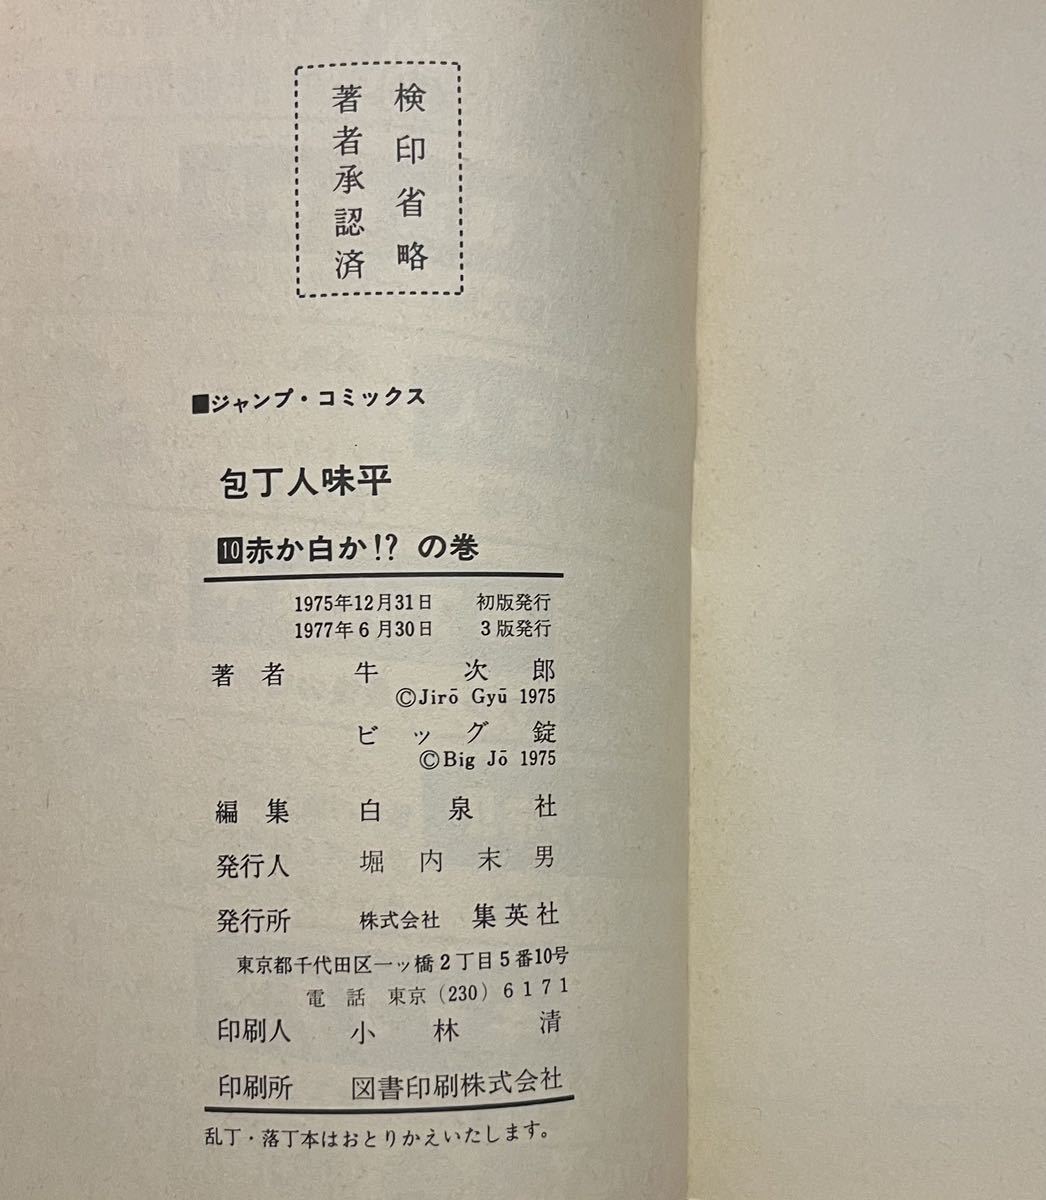 検印省略
著者承認済
■ジャンプ・コミックス
包丁人味平
10赤か白か!? の巻
1975年12月31日 初版発行
1977年6月30日 3版発行
著者 牛次郎
©Jirō Gyū 1975
ビッグ錠
©Big Jō 1975
編集 白泉社
発行人 堀内末男
発行所 株式会社 集英社
東京都千代田区一ッ橋2丁目5番10号
電話 東京(230)6171
印刷人 小林清
印刷所 図書印刷株式会社
乱丁・落丁本はおとりかえいたします。